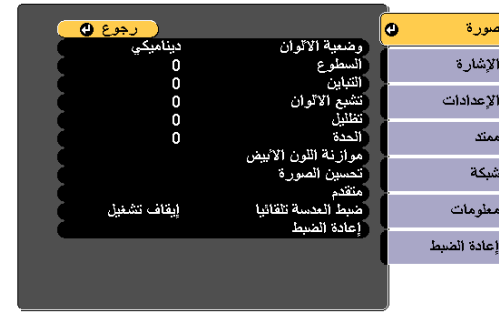 صورة
الإشارة
الإعدادات
ممتد
شبكة
معلومات
إعادة الضبط
رجوع
وضعية الألوان ديناميكي
السطوع 0
التباين 0
تشبع الألوان 0
تظليل 0
الحدة 0
موازنة اللون الأبيض
تحسين الصورة
متقدم
ضبط العدسة تلقائيا إيقاف تشغيل
إعادة الضبط